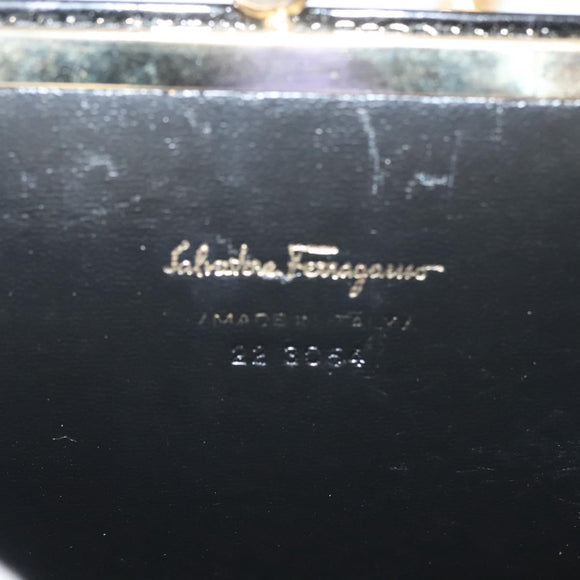 Salvatore Ferragamo
/MADE IN ITALY/
22 3064